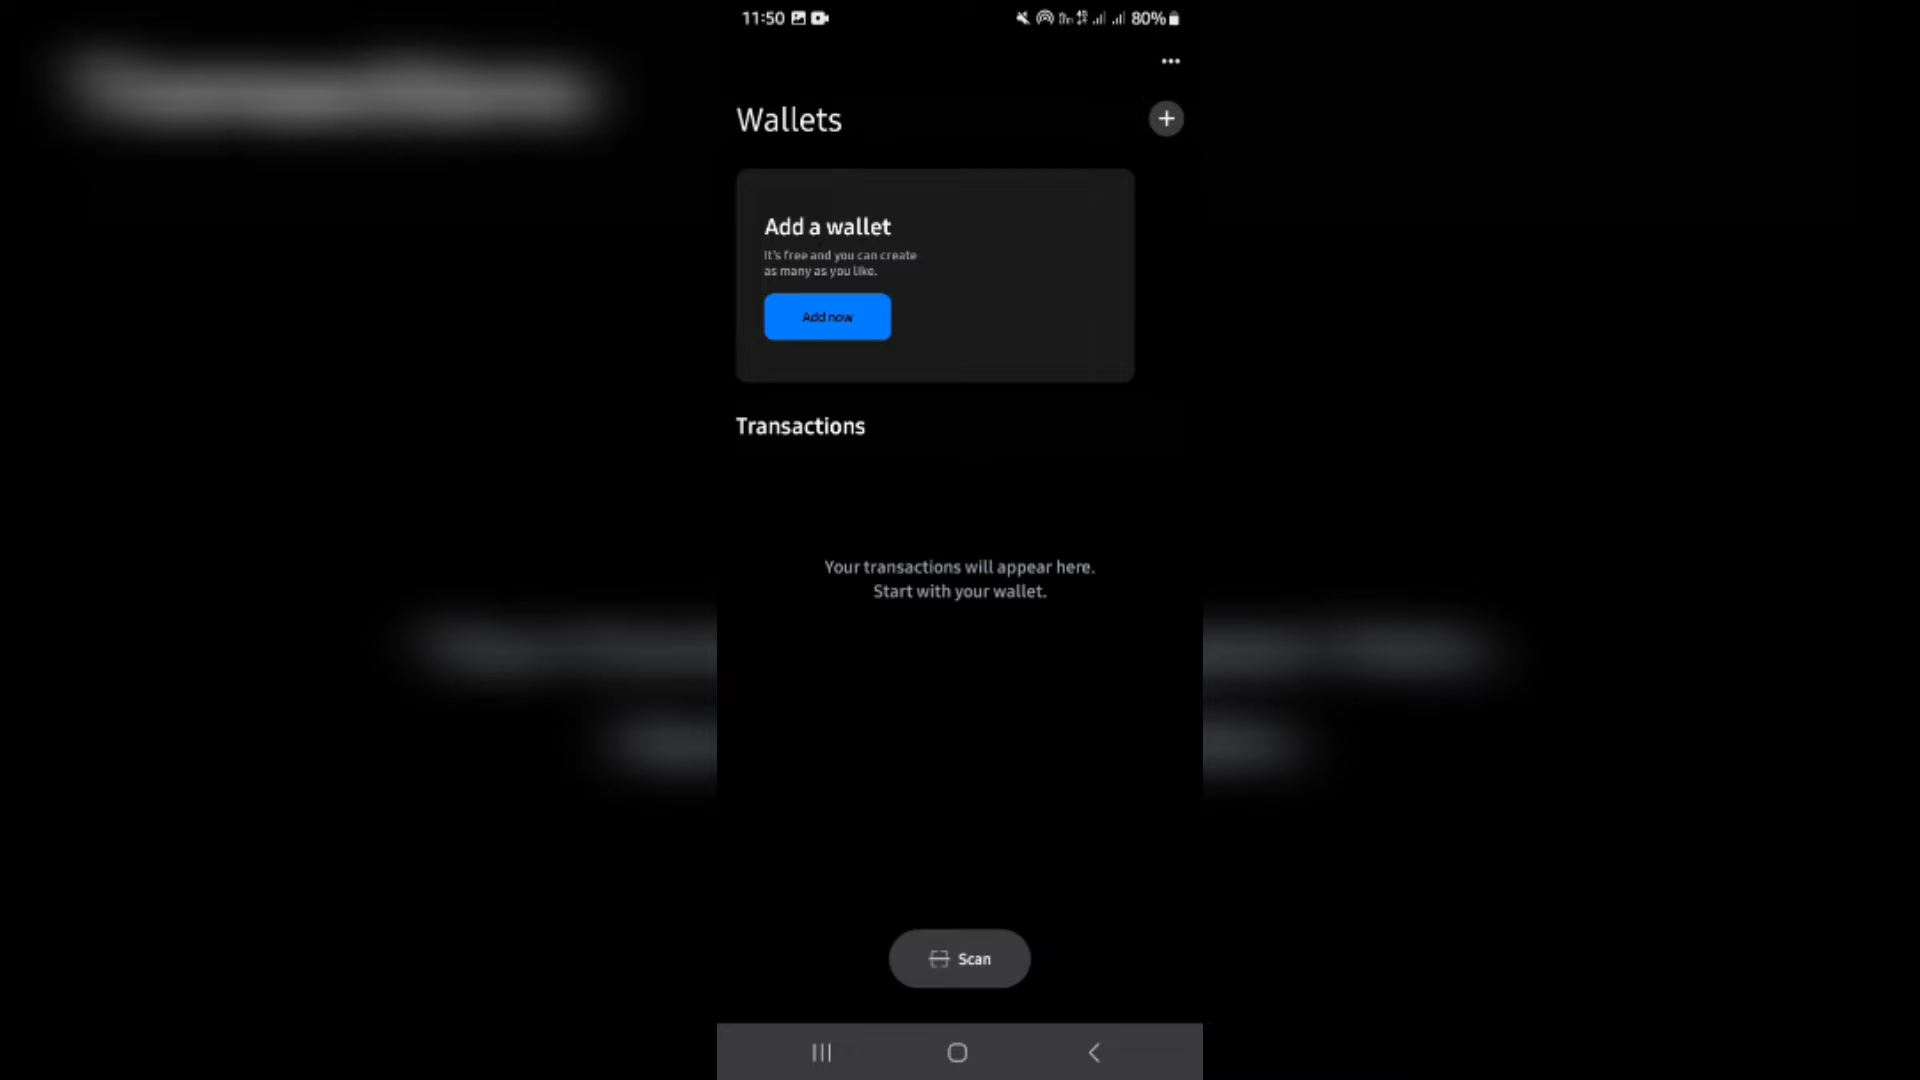 11:50
80%
Wallets
Add a wallet
It's free and you can create
as many as you like.
Add now
Transactions
Your transactions will appear here.
Start with your wallet.
Scan